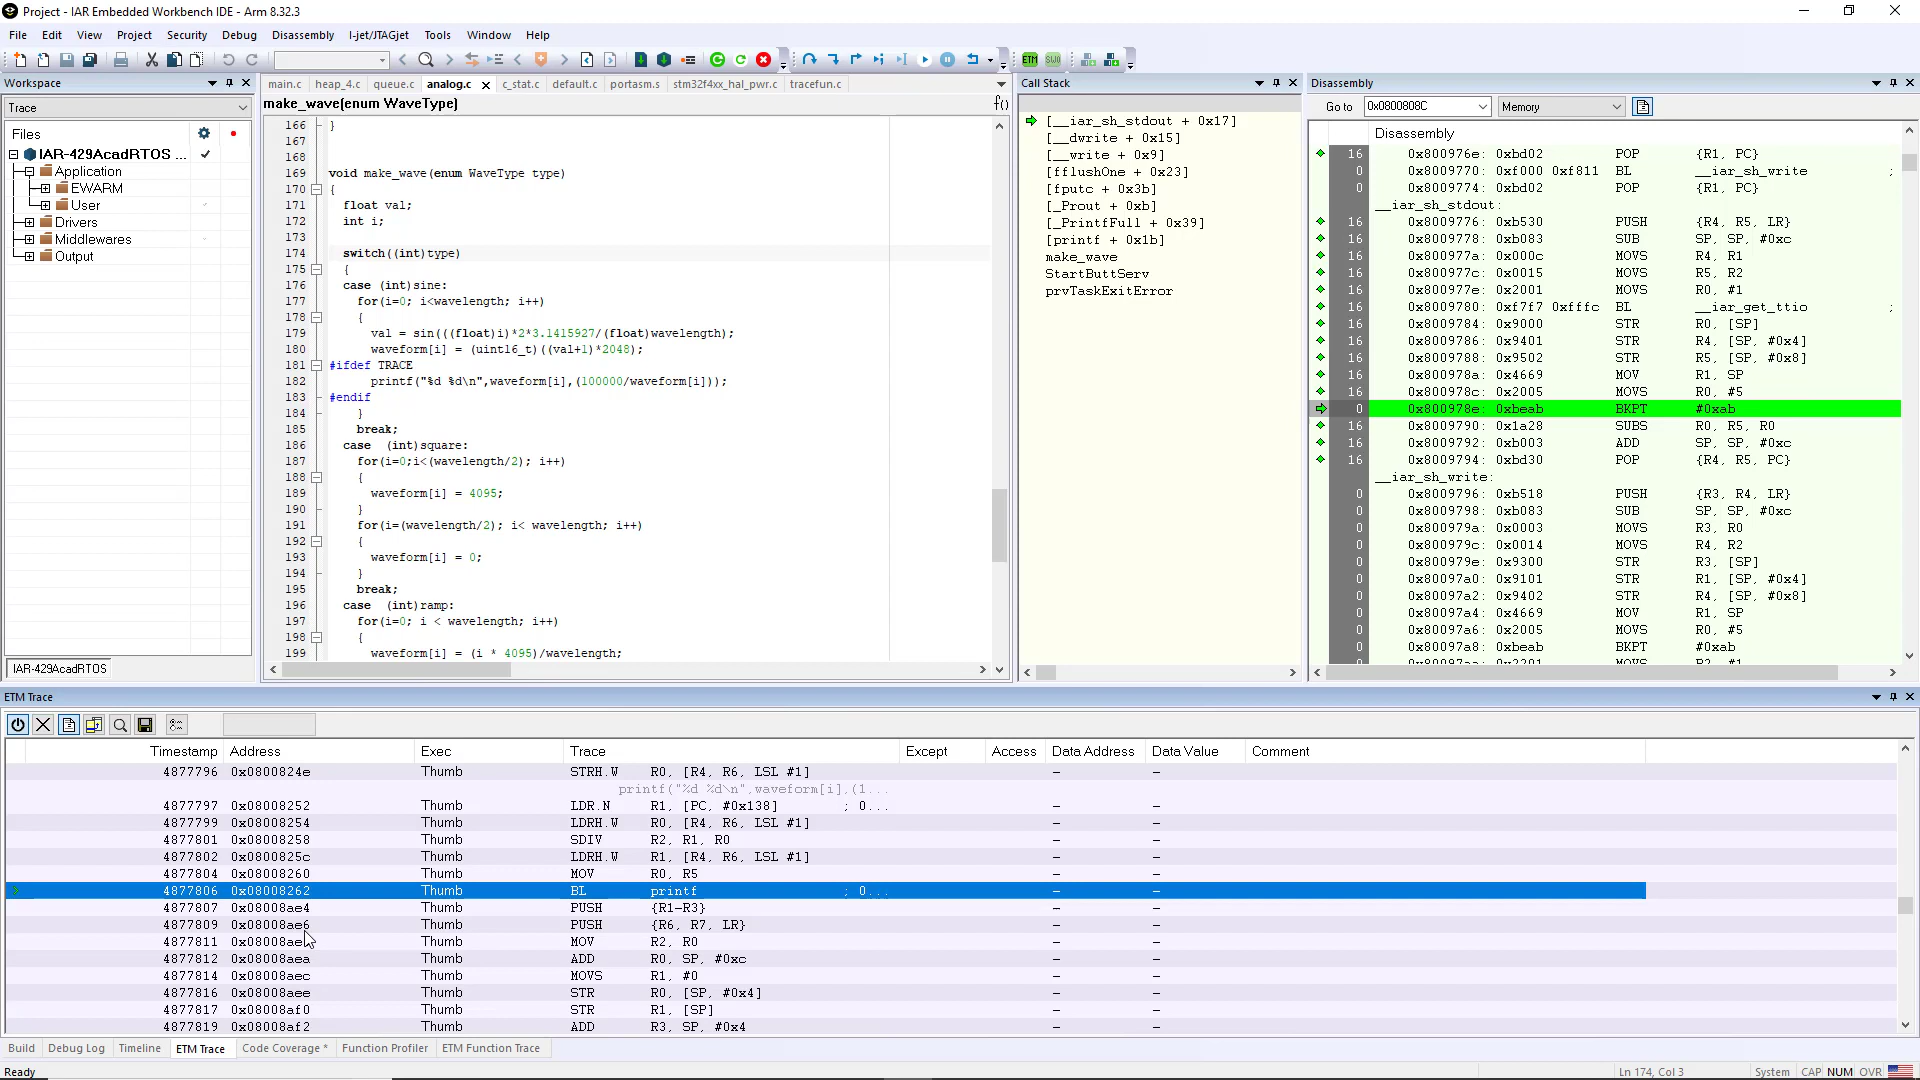 Project - IAR Embedded Workbench IDE - Arm 8.32.3
File Edit View Project Security Debug Disassembly I-jet/JTAGjet Tools Window Help
ETM SWO
Workspace
Trace
Files
IAR-429AcadRTOS ...
Application
EWARM
User
Drivers
Middlewares
Output
IAR-429AcadRTOS
main.c heap_4.c queue.c analog.c c_stat.c default.c portasm.s stm32f4xx_hal_pwr.c tracefun.c
make_wave(enum WaveType)
f()
166 }
167
168
169 void make_wave(enum WaveType type)
170 {
171 float val;
172 int i;
173
174 switch((int)type)
175 {
176 case (int)sine:
177 for(i=0; i<wavelength; i++)
178 {
179 val = sin(((float)i)*2*3.1415927/(float)wavelength);
180 waveform[i] = (uint16_t)((val+1)*2048);
181 #ifdef TRACE
182 printf("%d %d\n",waveform[i],(100000/waveform[i]));
183 #endif
184 }
185 break;
186 case (int)square:
187 for(i=0;i<(wavelength/2); i++)
188 {
189 waveform[i] = 4095;
190 }
191 for(i=(wavelength/2); i< wavelength; i++)
192 {
193 waveform[i] = 0;
194 }
195 break;
196 case (int)ramp:
197 for(i=0; i < wavelength; i++)
198 {
199 waveform[i] = (i * 4095)/wavelength;
Call Stack
[__iar_sh_stdout + 0x17]
[__dwrite + 0x15]
[__write + 0x9]
[fflushOne + 0x23]
[fputc + 0x3b]
[_Prout + 0xb]
[_PrintfFull + 0x39]
[printf + 0x1b]
make_wave
StartButtServ
prvTaskExitError
Disassembly
Go to 0x0800808C Memory
Disassembly
16 0x800976e: 0xbd02 POP {R1, PC}
0 0x8009770: 0xf000 0xf811 BL __iar_sh_write ;
0 0x8009774: 0xbd02 POP {R1, PC}
__iar_sh_stdout:
16 0x8009776: 0xb530 PUSH {R4, R5, LR}
16 0x8009778: 0xb083 SUB SP, SP, #0xc
16 0x800977a: 0x000c MOVS R4, R1
16 0x800977c: 0x0015 MOVS R5, R2
16 0x800977e: 0x2001 MOVS R0, #1
16 0x8009780: 0xf7f7 0xfffc BL __iar_get_ttio ;
16 0x8009784: 0x9000 STR R0, [SP]
16 0x8009786: 0x9401 STR R4, [SP, #0x4]
16 0x8009788: 0x9502 STR R5, [SP, #0x8]
16 0x800978a: 0x4669 MOV R1, SP
16 0x800978c: 0x2005 MOVS R0, #5
0 0x800978e: 0xbeab BKPT #0xab
16 0x8009790: 0x1a28 SUBS R0, R5, R0
16 0x8009792: 0xb003 ADD SP, SP, #0xc
16 0x8009794: 0xbd30 POP {R4, R5, PC}
__iar_sh_write:
0 0x8009796: 0xb518 PUSH {R3, R4, LR}
0 0x8009798: 0xb083 SUB SP, SP, #0xc
0 0x800979a: 0x0003 MOVS R3, R0
0 0x800979c: 0x0014 MOVS R4, R2
0 0x800979e: 0x9300 STR R3, [SP]
0 0x80097a0: 0x9101 STR R1, [SP, #0x4]
0 0x80097a2: 0x9402 STR R4, [SP, #0x8]
0 0x80097a4: 0x4669 MOV R1, SP
0 0x80097a6: 0x2005 MOVS R0, #5
0 0x80097a8: 0xbeab BKPT #0xab
0 0x80097aa: 0x2201 MOVS R2, #1
ETM Trace
Timestamp Address Exec Trace Except Access Data Address Data Value Comment
4877796 0x0800824e Thumb STRH.W R0, [R4, R6, LSL #1] – –
printf("%d %d\n",waveform[i],(1...
4877797 0x08008252 Thumb LDR.N R1, [PC, #0x138] ; 0... – –
4877799 0x08008254 Thumb LDRH.W R0, [R4, R6, LSL #1] – –
4877801 0x08008258 Thumb SDIV R2, R1, R0 – –
4877802 0x0800825c Thumb LDRH.W R1, [R4, R6, LSL #1] – –
4877804 0x08008260 Thumb MOV R0, R5 – –
4877806 0x08008262 Thumb BL printf ; 0... – –
4877807 0x08008ae4 Thumb PUSH {R1–R3} – –
4877809 0x08008ae6 Thumb PUSH {R6, R7, LR} – –
4877811 Thumb MOV R2, R0 – –
4877812 0x08008aea Thumb ADD R0, SP, #0xc – –
4877814 0x08008aec Thumb MOVS R1, #0 – –
4877816 0x08008aee Thumb STR R0, [SP, #0x4] – –
4877817 0x08008af0 Thumb STR R1, [SP] – –
4877819 0x08008af2 Thumb ADD R3, SP, #0x4 – –
Build Debug Log Timeline ETM Trace Code Coverage * Function Profiler ETM Function Trace
Ready Ln 174, Col 3 System CAP NUM OVR